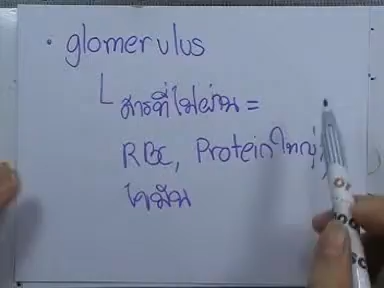 • glomerulus
สารที่ไม่ผ่าน =
RBC, Proteinใหญ่,
ไขมัน